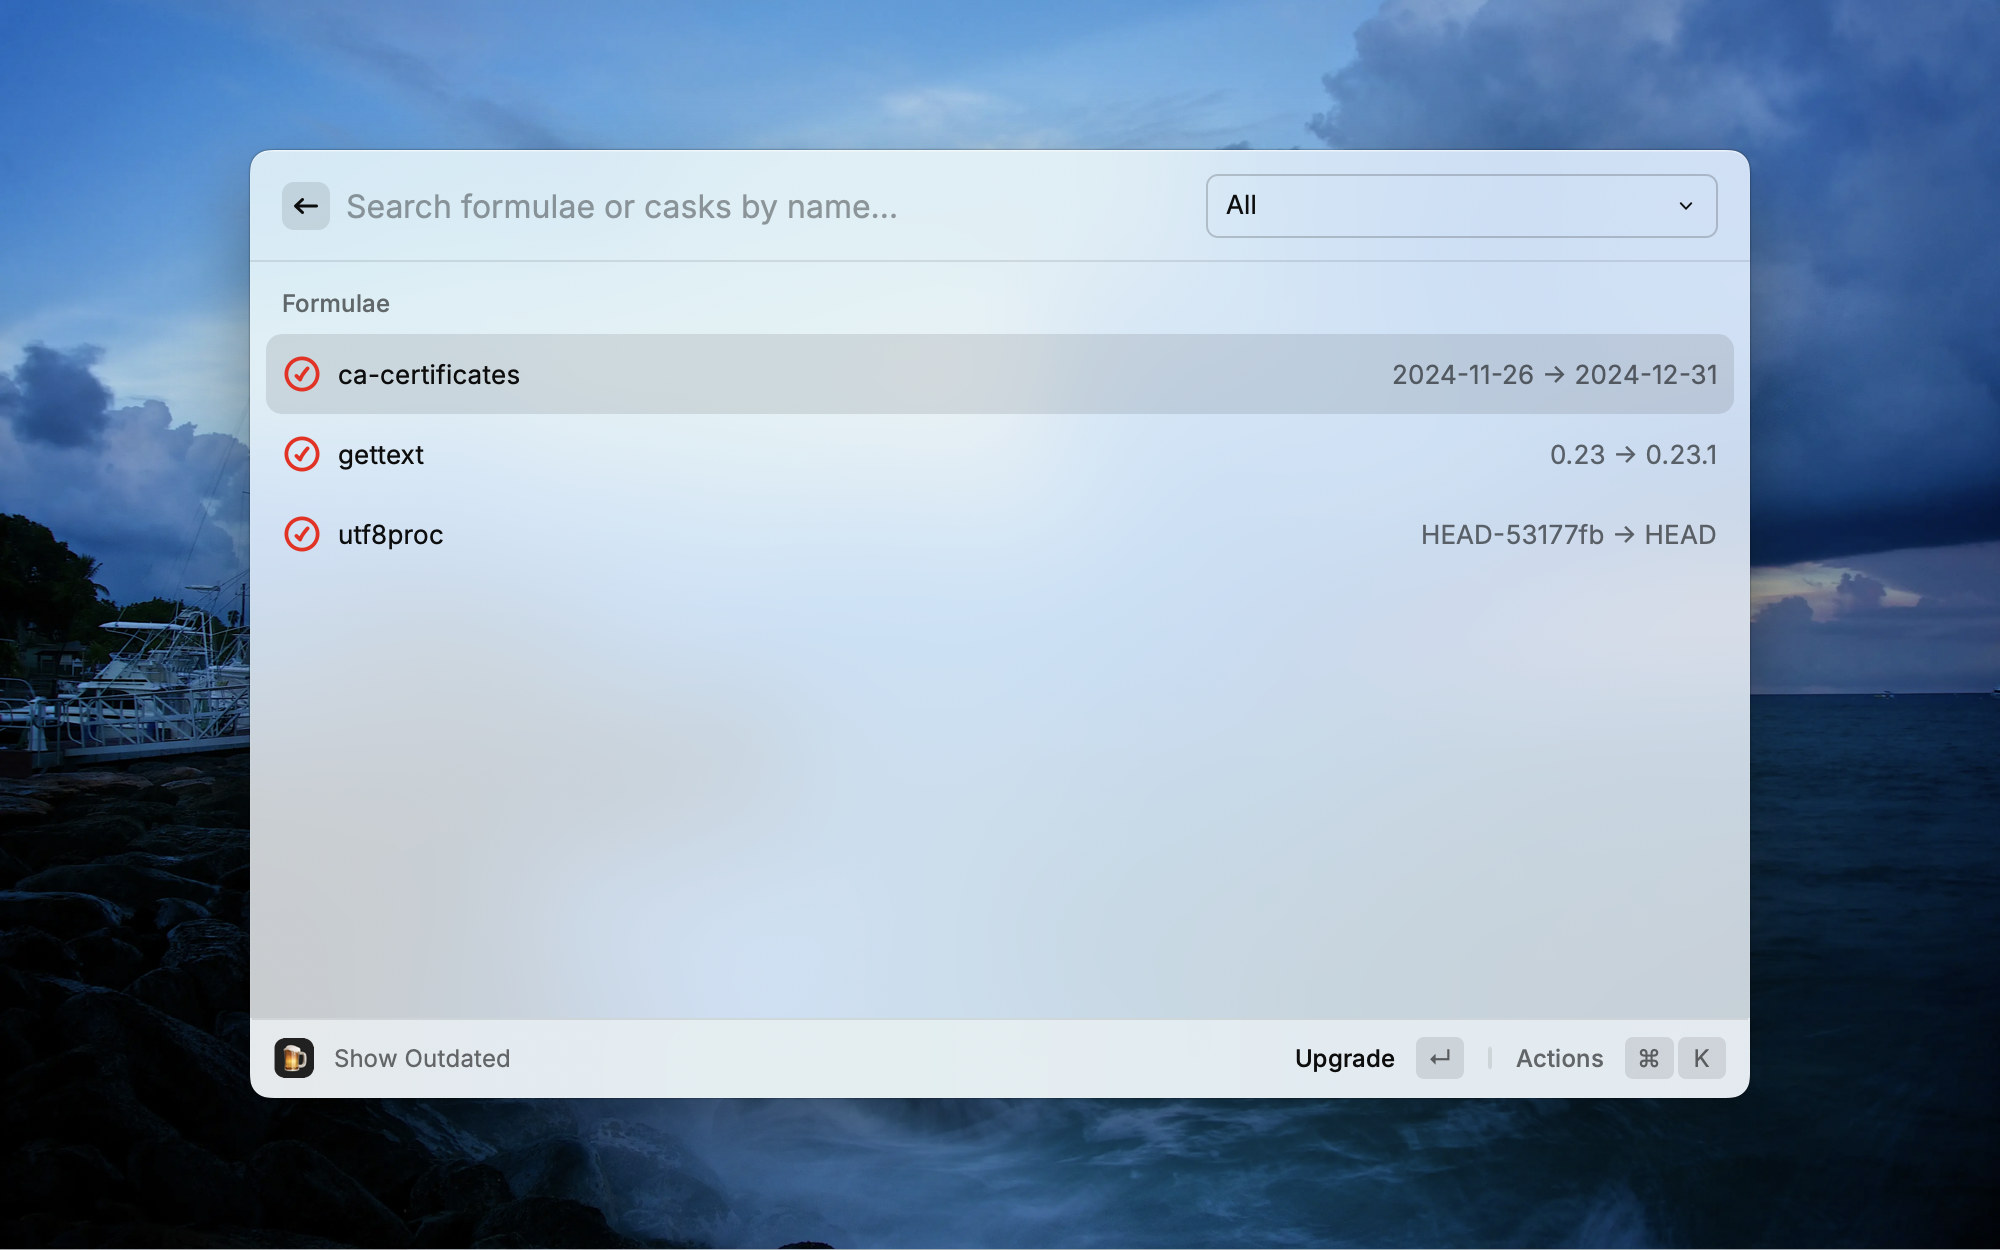 Search formulae or casks by name...
All
Formulae
ca-certificates 2024-11-26 → 2024-12-31
gettext 0.23 → 0.23.1
utf8proc HEAD-53177fb → HEAD
Show Outdated Upgrade ↵ Actions ⌘ K